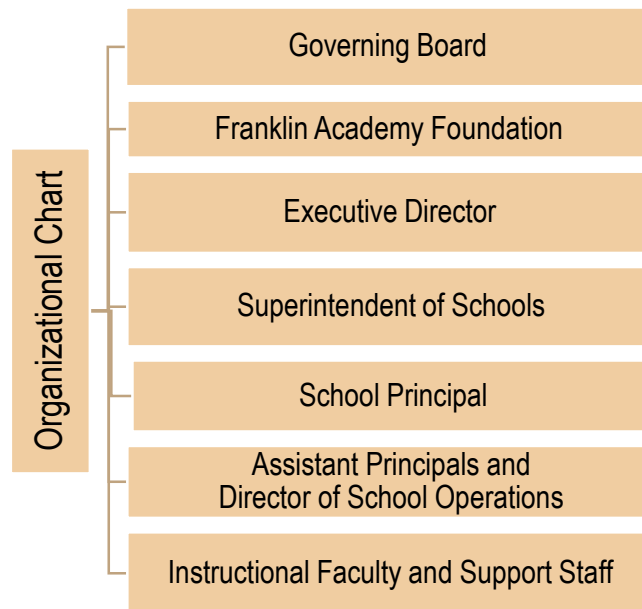 Organizational Chart
Governing Board
Franklin Academy Foundation
Executive Director
Superintendent of Schools
School Principal
Assistant Principals and
Director of School Operations
Instructional Faculty and Support Staff